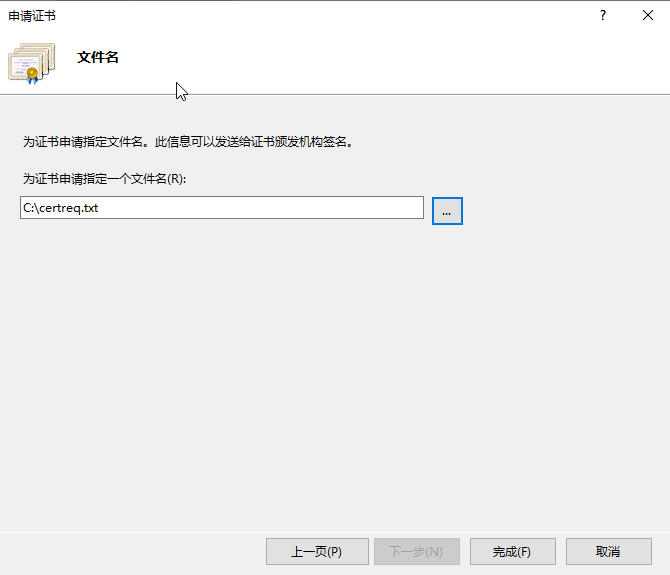 申请证书
文件名
为证书申请指定文件名。此信息可以发送给证书颁发机构签名。
为证书申请指定一个文件名(R):
C:\certreq.txt
...
上一页(P)
下一步(N)
完成(F)
取消